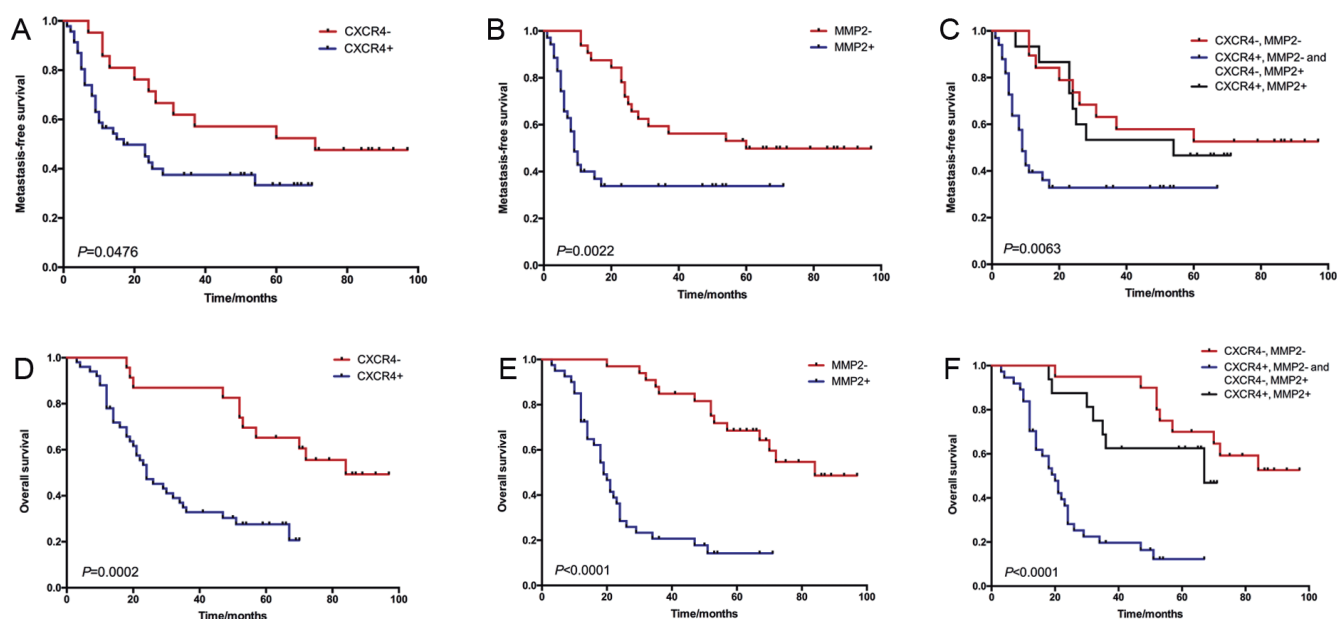 A
CXCR4-
CXCR4+
Metastasis-free survival
1.0
0.8
0.6
0.4
0.2
0.0
P=0.0476
0 20 40 60 80 100
Time/months
B
MMP2-
MMP2+
Metastasis-free survival
1.0
0.8
0.6
0.4
0.2
0.0
P=0.0022
0 20 40 60 80 100
Time/months
C
CXCR4-, MMP2-
CXCR4+, MMP2- and
CXCR4-, MMP2+
CXCR4+, MMP2+
Metastasis-free survival
1.0
0.8
0.6
0.4
0.2
0.0
P=0.0063
0 20 40 60 80 100
Time/months
D
CXCR4-
CXCR4+
Overall survival
1.0
0.8
0.6
0.4
0.2
0.0
P=0.0002
0 20 40 60 80 100
Time/months
E
MMP2-
MMP2+
Overall survival
1.0
0.8
0.6
0.4
0.2
0.0
P<0.0001
0 20 40 60 80 100
Time/months
F
CXCR4-, MMP2-
CXCR4+, MMP2- and
CXCR4-, MMP2+
CXCR4+, MMP2+
Overall survival
1.0
0.8
0.6
0.4
0.2
0.0
P<0.0001
0 20 40 60 80 100
Time/months